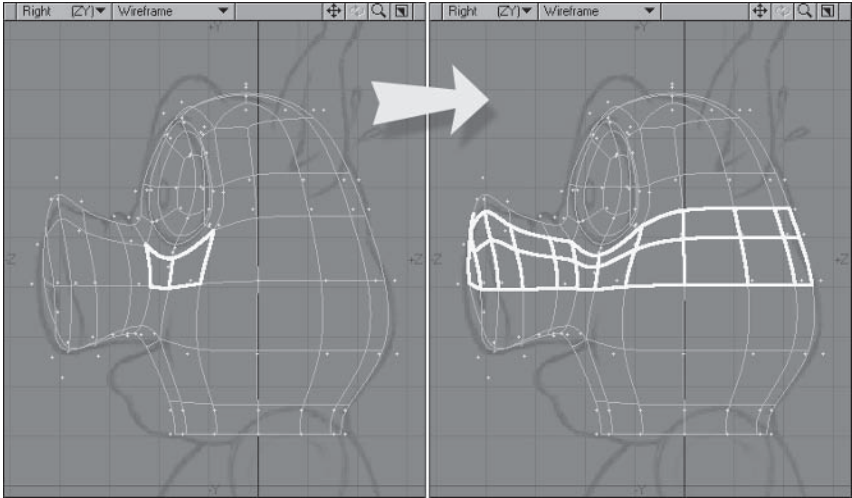 Right (ZY) Wireframe
+Y
-Z +Z
-Y
Right (ZY) Wireframe
+Y
-Z +Z
-Y